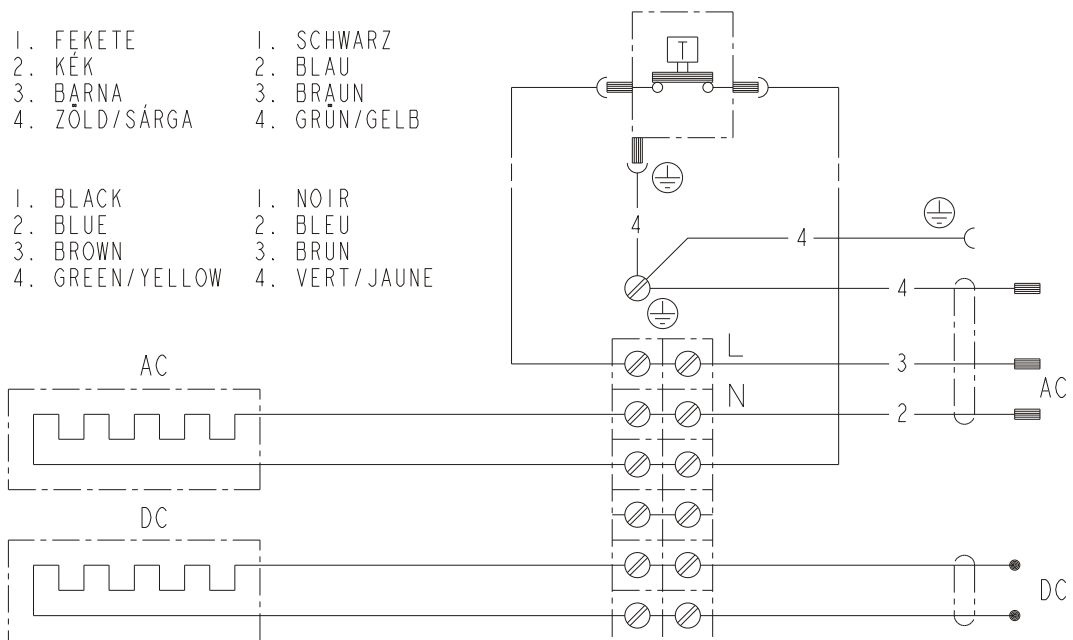 1. FEKETE
2. KÉK
3. BARNA
4. ZÖLD/SÁRGA
1. SCHWARZ
2. BLAU
3. BRAUN
4. GRÜN/GELB
1. BLACK
2. BLUE
3. BROWN
4. GREEN/YELLOW
1. NOIR
2. BLEU
3. BRUN
4. VERT/JAUNE
T
4
4
4
L
3
AC
N
2
AC
DC
DC